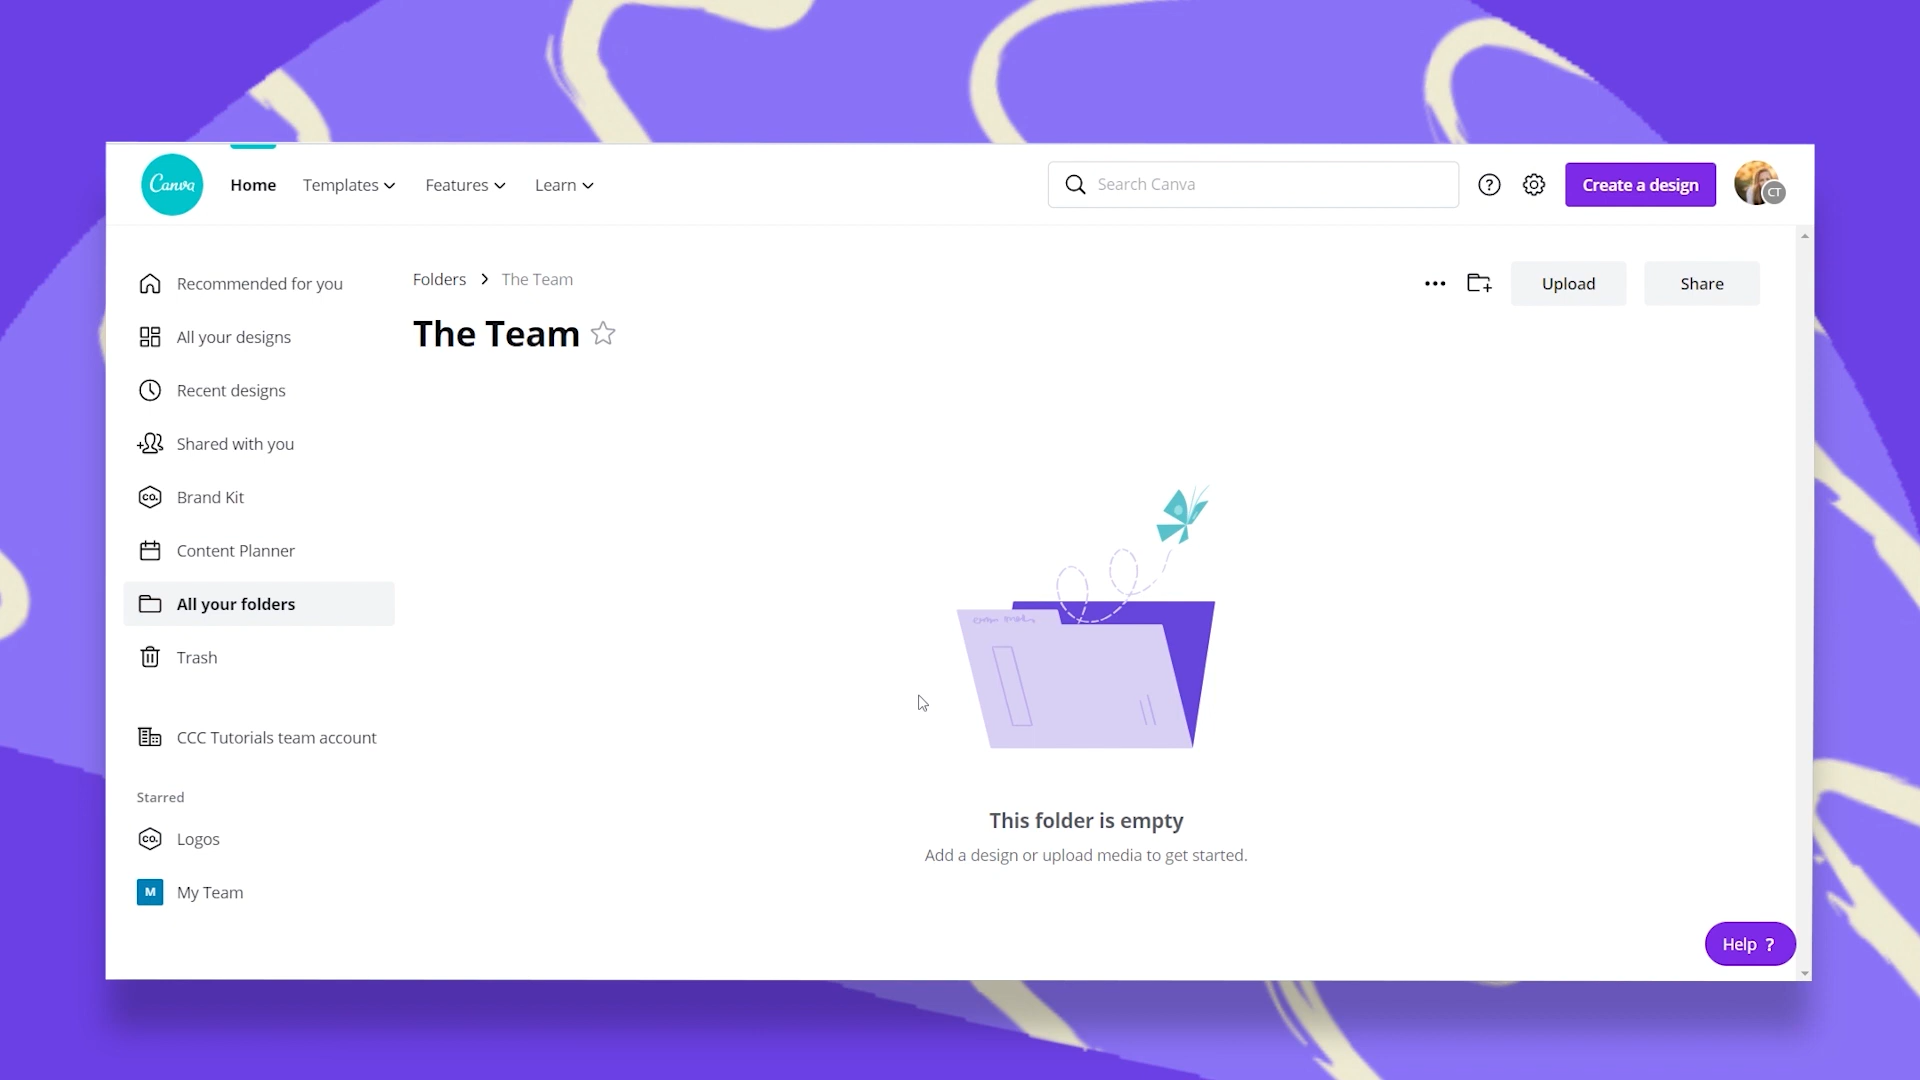 Canva
Home
Templates
Features
Learn
Search Canva
?
Create a design
CT
Recommended for you
All your designs
Recent designs
Shared with you
co.
Brand Kit
Content Planner
All your folders
Trash
CCC Tutorials team account
Starred
co.
Logos
M
My Team
Folders > The Team
Upload
Share
The Team
This folder is empty
Add a design or upload media to get started.
Help ?